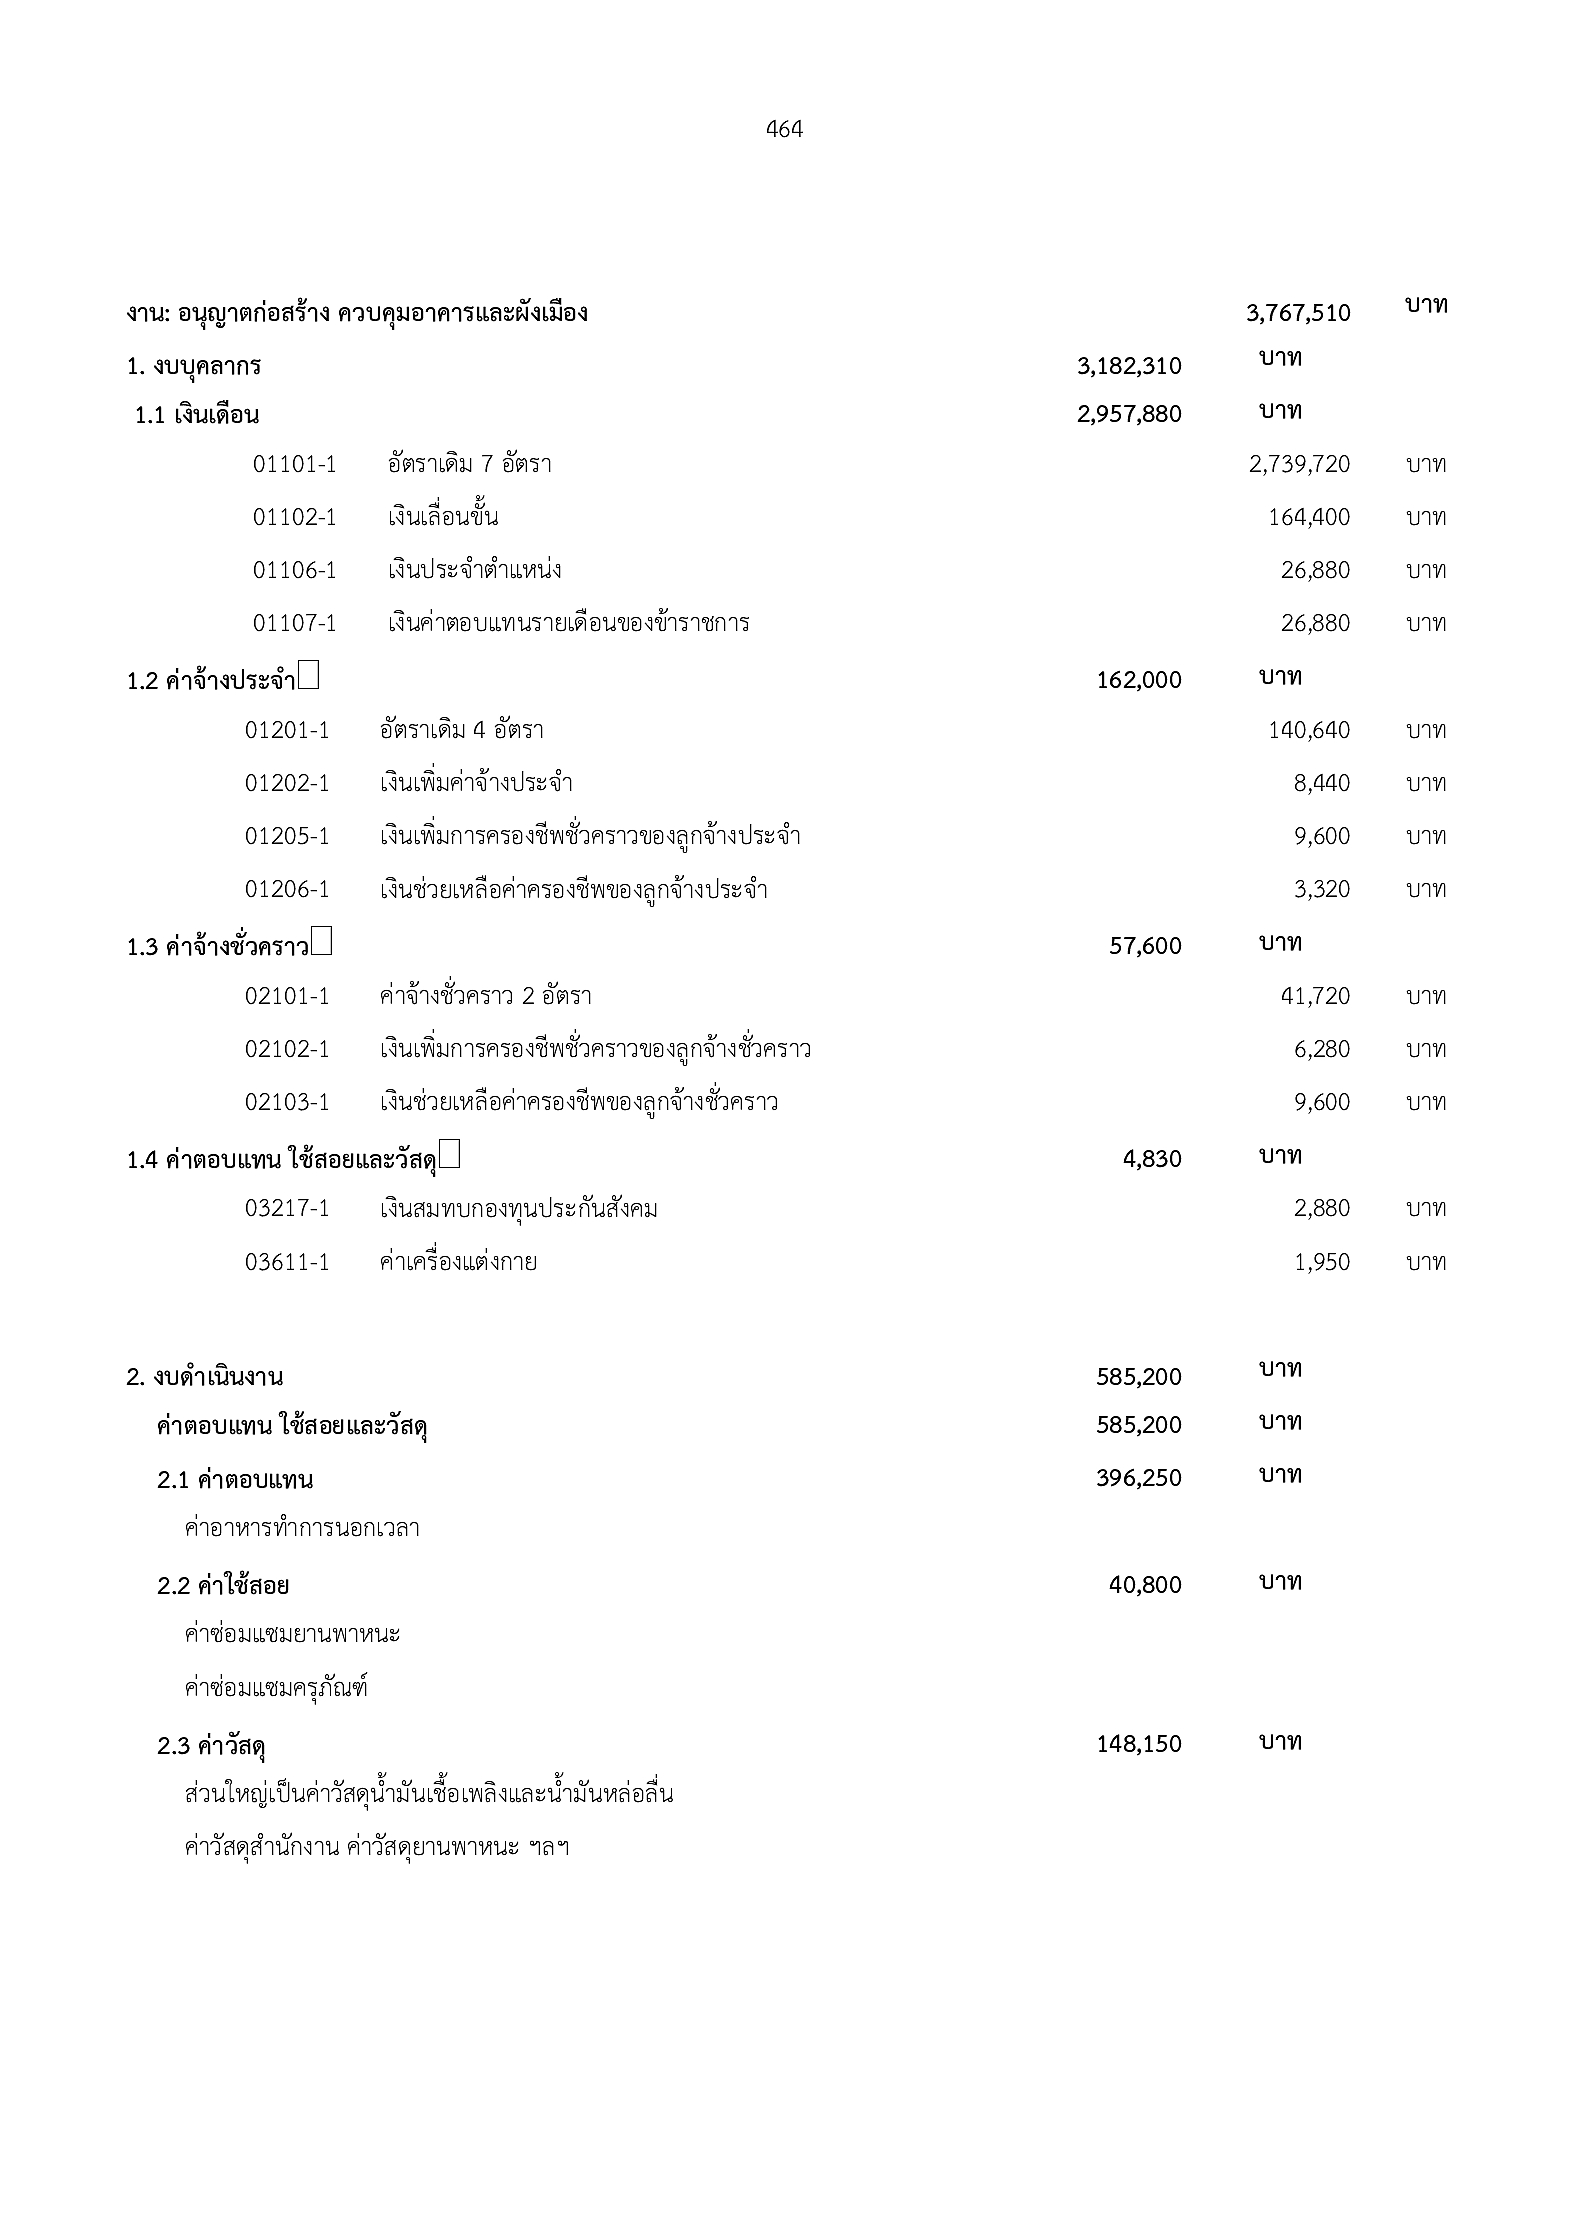 464
งาน: อนุญาตก่อสร้าง ควบคุมอาคารและผังเมือง 3,767,510 บาท
1. งบบุคลากร 3,182,310 บาท
1.1 เงินเดือน 2,957,880 บาท
01101-1 อัตราเดิม 7 อัตรา 2,739,720 บาท
01102-1 เงินเลื่อนขั้น 164,400 บาท
01106-1 เงินประจำตำแหน่ง 26,880 บาท
01107-1 เงินค่าตอบแทนรายเดือนของข้าราชการ 26,880 บาท
1.2 ค่าจ้างประจำ 162,000 บาท
01201-1 อัตราเดิม 4 อัตรา 140,640 บาท
01202-1 เงินเพิ่มค่าจ้างประจำ 8,440 บาท
01205-1 เงินเพิ่มการครองชีพชั่วคราวของลูกจ้างประจำ 9,600 บาท
01206-1 เงินช่วยเหลือค่าครองชีพของลูกจ้างประจำ 3,320 บาท
1.3 ค่าจ้างชั่วคราว 57,600 บาท
02101-1 ค่าจ้างชั่วคราว 2 อัตรา 41,720 บาท
02102-1 เงินเพิ่มการครองชีพชั่วคราวของลูกจ้างชั่วคราว 6,280 บาท
02103-1 เงินช่วยเหลือค่าครองชีพของลูกจ้างชั่วคราว 9,600 บาท
1.4 ค่าตอบแทน ใช้สอยและวัสดุ 4,830 บาท
03217-1 เงินสมทบกองทุนประกันสังคม 2,880 บาท
03611-1 ค่าเครื่องแต่งกาย 1,950 บาท
2. งบดำเนินงาน 585,200 บาท
ค่าตอบแทน ใช้สอยและวัสดุ 585,200 บาท
2.1 ค่าตอบแทน 396,250 บาท
ค่าอาหารทำการนอกเวลา
2.2 ค่าใช้สอย 40,800 บาท
ค่าซ่อมแซมยานพาหนะ
ค่าซ่อมแซมครุภัณฑ์
2.3 ค่าวัสดุ 148,150 บาท
ส่วนใหญ่เป็นค่าวัสดุน้ำมันเชื้อเพลิงและน้ำมันหล่อลื่น
ค่าวัสดุสำนักงาน ค่าวัสดุยานพาหนะ ฯลฯ